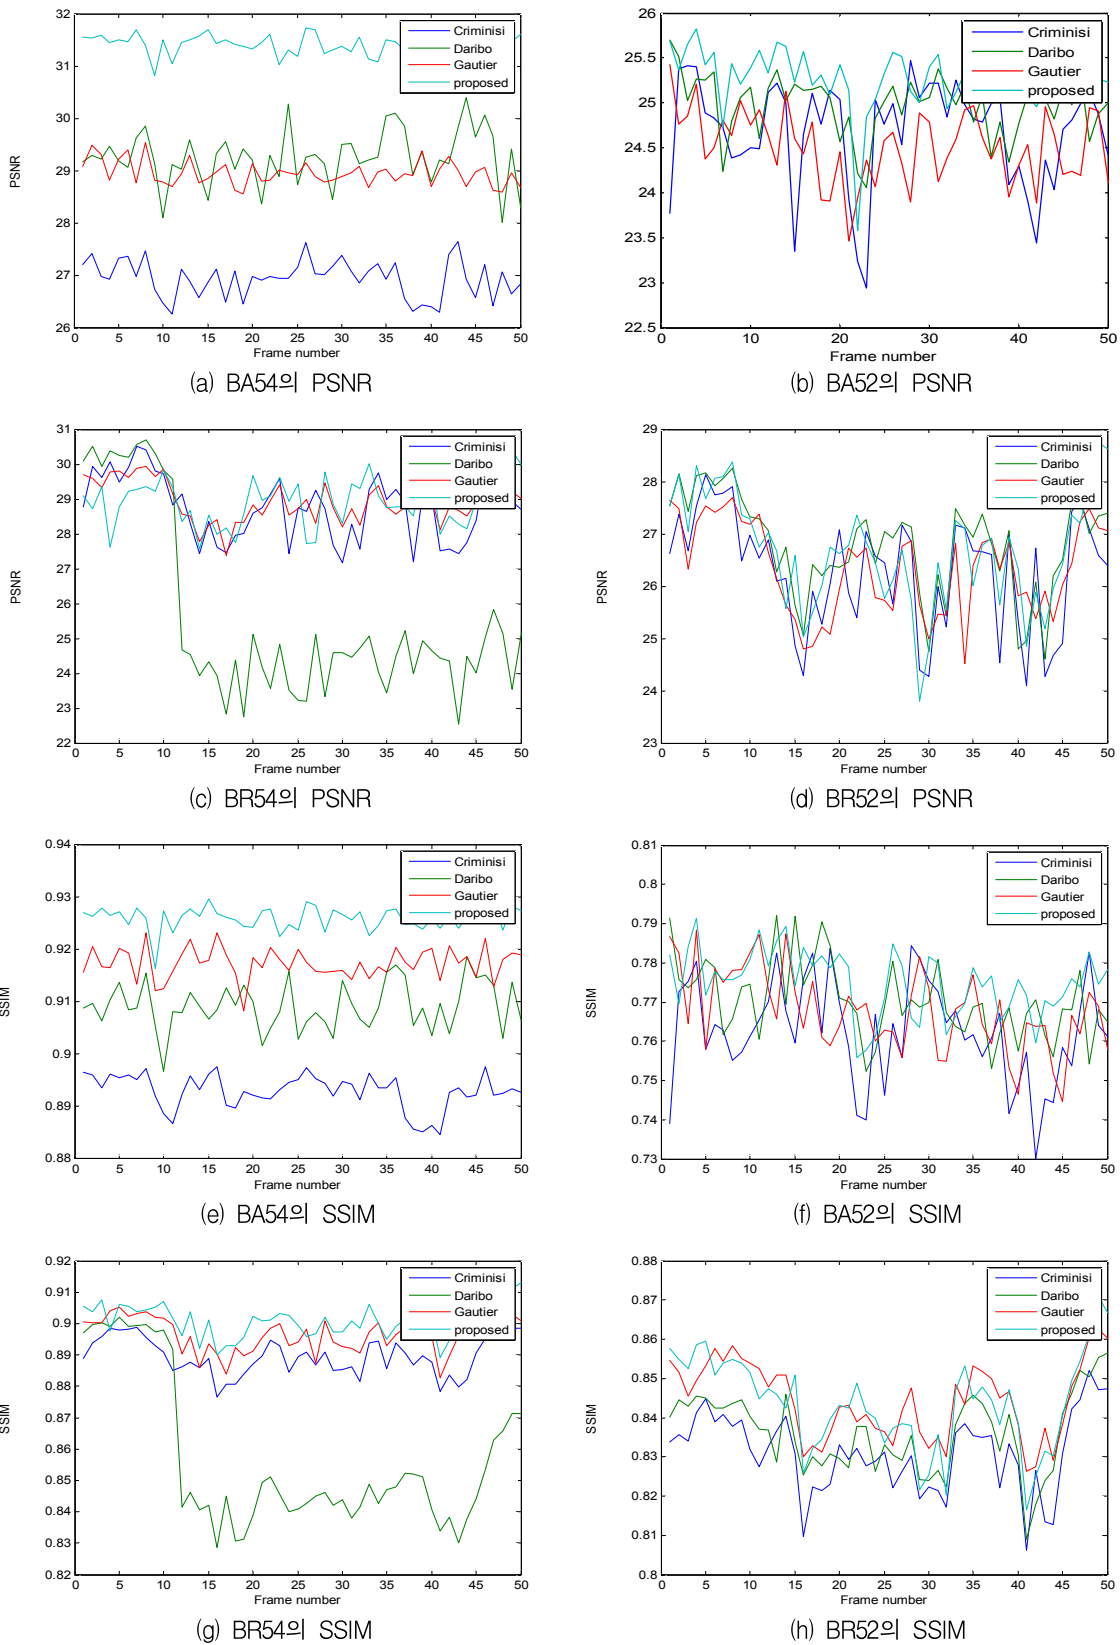 32
31
30
29
28
27
26
PSNR
0 5 10 15 20 25 30 35 40 45 50
Frame number
Criminisi
Daribo
Gautier
proposed
(a) BA54의 PSNR
26
25.5
25
24.5
24
23.5
23
22.5
0 10 20 30 40 50
Frame number
Criminisi
Daribo
Gautier
proposed
(b) BA52의 PSNR
31
30
29
28
27
26
25
24
23
22
PSNR
0 5 10 15 20 25 30 35 40 45 50
Frame number
Criminisi
Daribo
Gautier
proposed
(c) BR54의 PSNR
29
28
27
26
25
24
23
PSNR
0 5 10 15 20 25 30 35 40 45 50
Frame number
Criminisi
Daribo
Gautier
proposed
(d) BR52의 PSNR
0.94
0.93
0.92
0.91
0.9
0.89
0.88
SSIM
0 5 10 15 20 25 30 35 40 45 50
Frame number
Criminisi
Daribo
Gautier
proposed
(e) BA54의 SSIM
0.81
0.8
0.79
0.78
0.77
0.76
0.75
0.74
0.73
SSIM
0 5 10 15 20 25 30 35 40 45 50
Frame number
Criminisi
Daribo
Gautier
proposed
(f) BA52의 SSIM
0.92
0.91
0.9
0.89
0.88
0.87
0.86
0.85
0.84
0.83
0.82
SSIM
0 5 10 15 20 25 30 35 40 45 50
Frame number
Criminisi
Daribo
Gautier
proposed
(g) BR54의 SSIM
0.88
0.87
0.86
0.85
0.84
0.83
0.82
0.81
0.8
SSIM
0 5 10 15 20 25 30 35 40 45 50
Frame number
Criminisi
Daribo
Gautier
proposed
(h) BR52의 SSIM